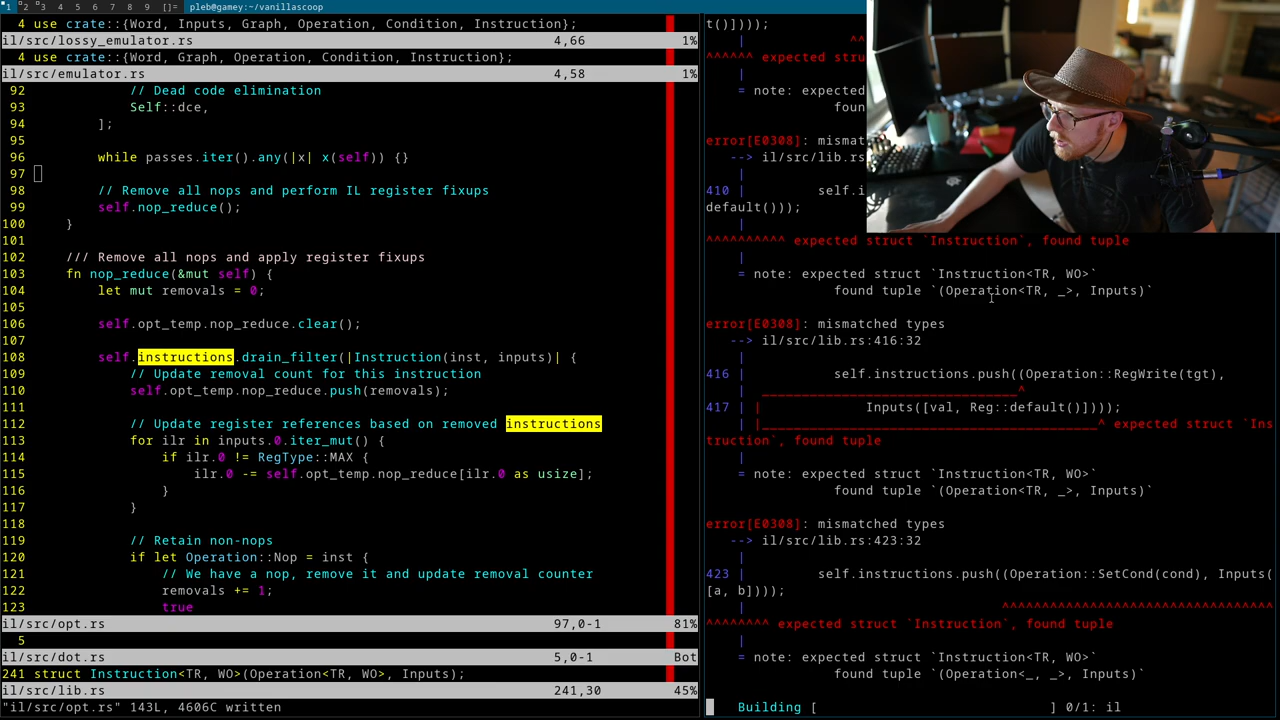 1 2 3 4 5 6 7 8 9 []= pleb@gamey:~/vanillascoop
4 use crate::{Word, Inputs, Graph, Operation, Condition, Instruction};
il/src/lossy_emulator.rs 4,66 1%
4 use crate::{Word, Graph, Operation, Condition, Instruction};
il/src/emulator.rs 4,58 1%
92 // Dead code elimination
93 Self::dce,
94 ];
95
96 while passes.iter().any(|x| x(self)) {}
97
98 // Remove all nops and perform IL register fixups
99 self.nop_reduce();
100 }
101
102 /// Remove all nops and apply register fixups
103 fn nop_reduce(&mut self) {
104 let mut removals = 0;
105
106 self.opt_temp.nop_reduce.clear();
107
108 self.instructions.drain_filter(|Instruction(inst, inputs)| {
109 // Update removal count for this instruction
110 self.opt_temp.nop_reduce.push(removals);
111
112 // Update register references based on removed instructions
113 for ilr in inputs.0.iter_mut() {
114 if ilr.0 != RegType::MAX {
115 ilr.0 -= self.opt_temp.nop_reduce[ilr.0 as usize];
116 }
117 }
118
119 // Retain non-nops
120 if let Operation::Nop = inst {
121 // We have a nop, remove it and update removal counter
122 removals += 1;
123 true
il/src/opt.rs 97,0-1 81%
5
il/src/dot.rs 5,0-1 Bot
241 struct Instruction<TR, WO>(Operation<TR, WO>, Inputs);
il/src/lib.rs 241,30 45%
"il/src/opt.rs" 143L, 4606C written
t()])));
| ^^
^^^^^^ expected stru
|
= note: expected
foun
error[E0308]: mismat
--> il/src/lib.rs
|
410 | self.i
default()));
|
^^^^^^^^^^ expected struct `Instruction`, found tuple
|
= note: expected struct `Instruction<TR, WO>`
found tuple `(Operation<TR, _>, Inputs)`
error[E0308]: mismatched types
--> il/src/lib.rs:416:32
|
416 | self.instructions.push((Operation::RegWrite(tgt),
| ________________________________^
417 | | Inputs([val, Reg::default()])));
| |__________________________________________^ expected struct `Ins
truction`, found tuple
|
= note: expected struct `Instruction<TR, WO>`
found tuple `(Operation<TR, _>, Inputs)`
error[E0308]: mismatched types
--> il/src/lib.rs:423:32
|
423 | self.instructions.push((Operation::SetCond(cond), Inputs(
[a, b])));
| ^^^^^^^^^^^^^^^^^^^^^^^^^^^^^^^^^
^^^^^^^^ expected struct `Instruction`, found tuple
|
= note: expected struct `Instruction<TR, WO>`
found tuple `(Operation<_, _>, Inputs)`
Building [ ] 0/1: il